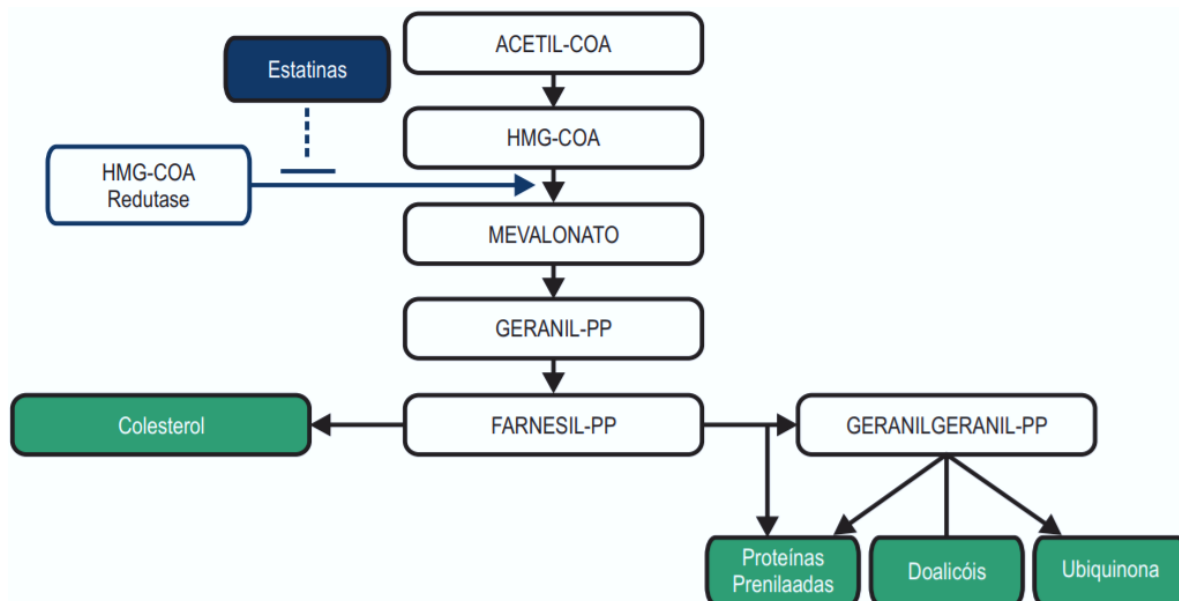 ACETIL-COA
Estatinas
HMG-COA
HMG-COA
Redutase
MEVALONATO
GERANIL-PP
Colesterol
FARNESIL-PP
GERANILGERANIL-PP
Proteínas
Prenilaadas
Doalicóis
Ubiquinona